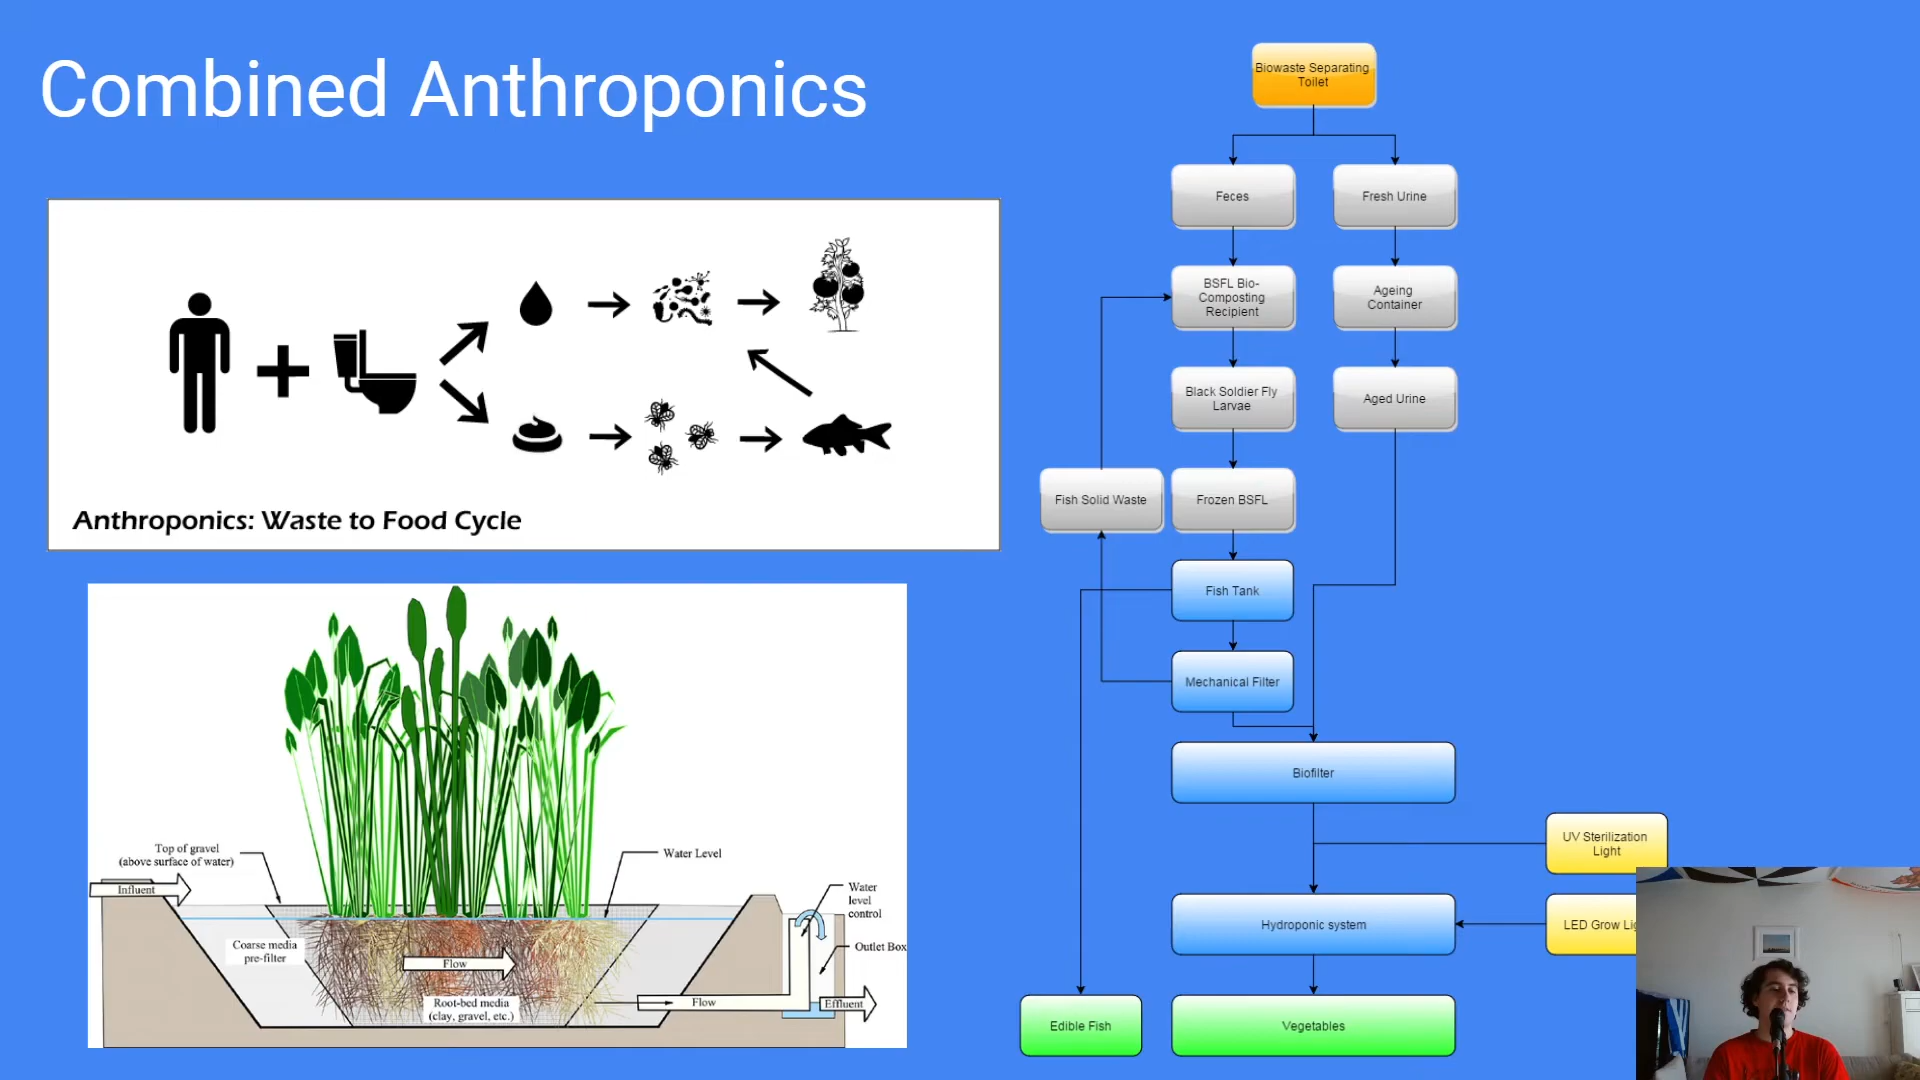 Combined Anthroponics
Anthroponics: Waste to Food Cycle
Top of gravel
(above surface of water)
Influent
Water Level
Water
level
control
Coarse media
pre-filter
Outlet Box
Flow
Root-bed media
(clay, gravel, etc.)
Flow
Effluent
Biowaste Separating
Toilet
Feces
Fresh Urine
BSFL Bio-
Composting
Recipient
Ageing
Container
Black Soldier Fly
Larvae
Aged Urine
Fish Solid Waste
Frozen BSFL
Fish Tank
Mechanical Filter
Biofilter
UV Sterilization
Light
Hydroponic system
LED Grow Lig
Edible Fish
Vegetables